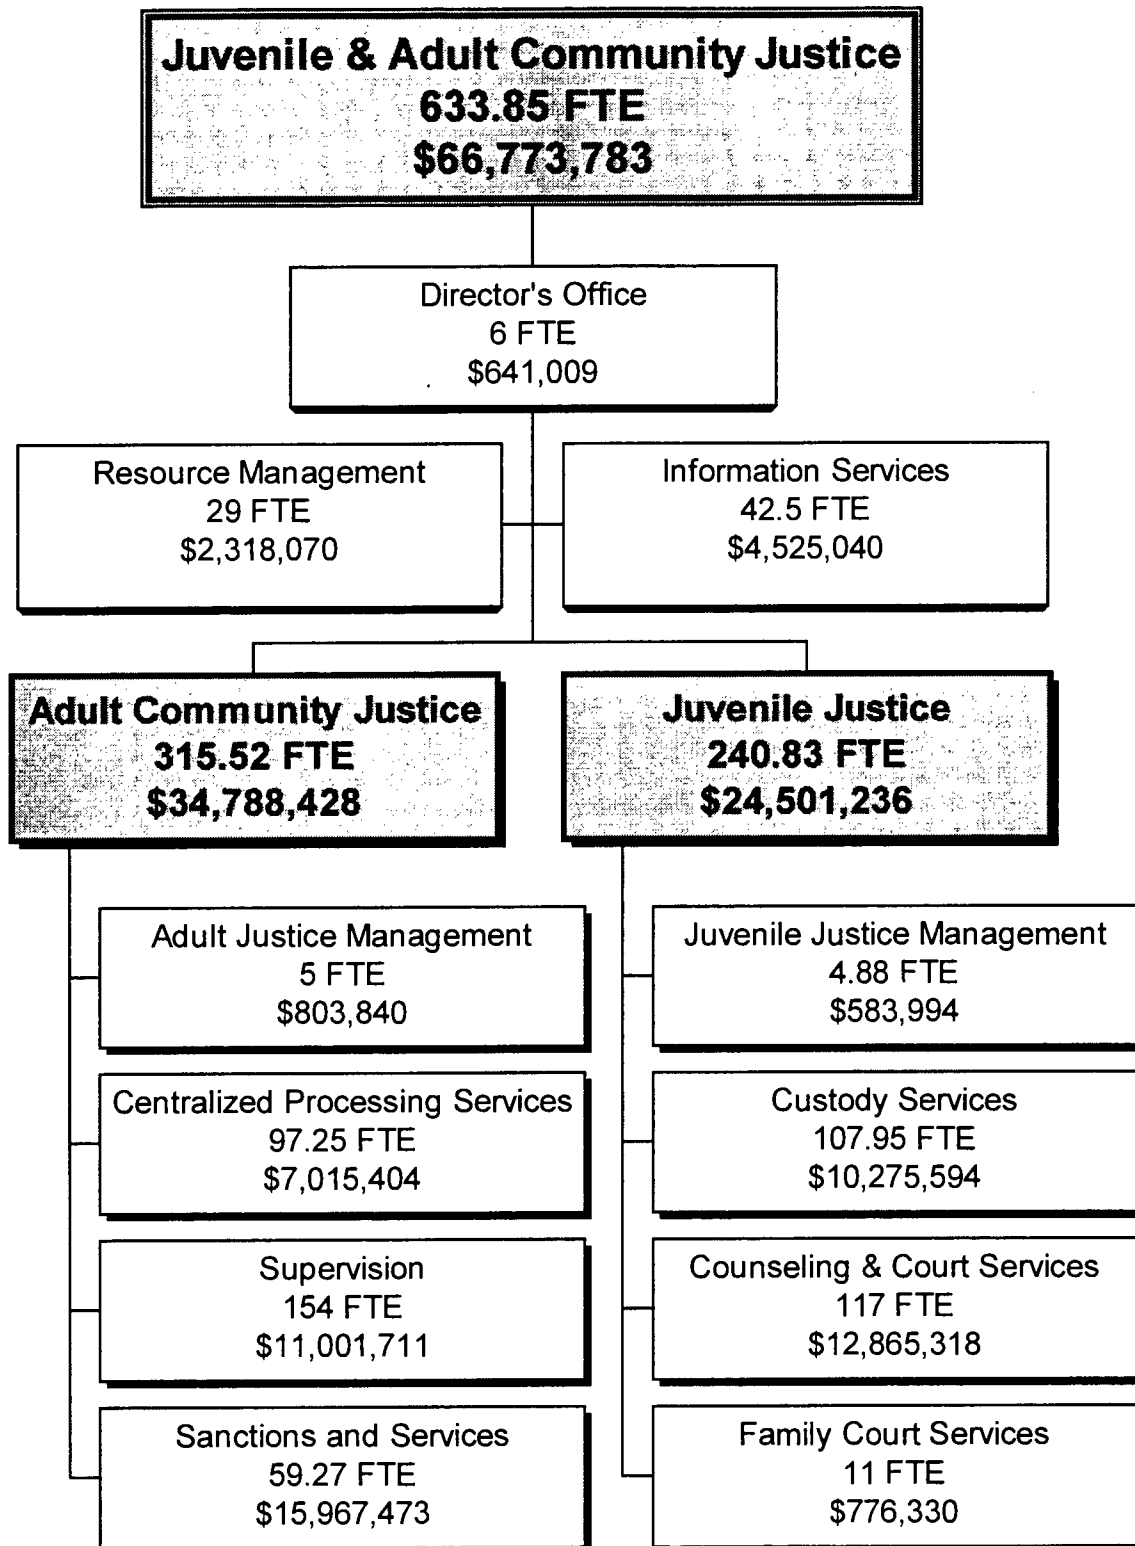 Juvenile & Adult Community Justice
633.85 FTE
$66,773,783
Director's Office
6 FTE
$641,009
Resource Management
29 FTE
$2,318,070
Information Services
42.5 FTE
$4,525,040
Adult Community Justice
315.52 FTE
$34,788,428
Juvenile Justice
240.83 FTE
$24,501,236
Adult Justice Management
5 FTE
$803,840
Centralized Processing Services
97.25 FTE
$7,015,404
Supervision
154 FTE
$11,001,711
Sanctions and Services
59.27 FTE
$15,967,473
Juvenile Justice Management
4.88 FTE
$583,994
Custody Services
107.95 FTE
$10,275,594
Counseling & Court Services
117 FTE
$12,865,318
Family Court Services
11 FTE
$776,330